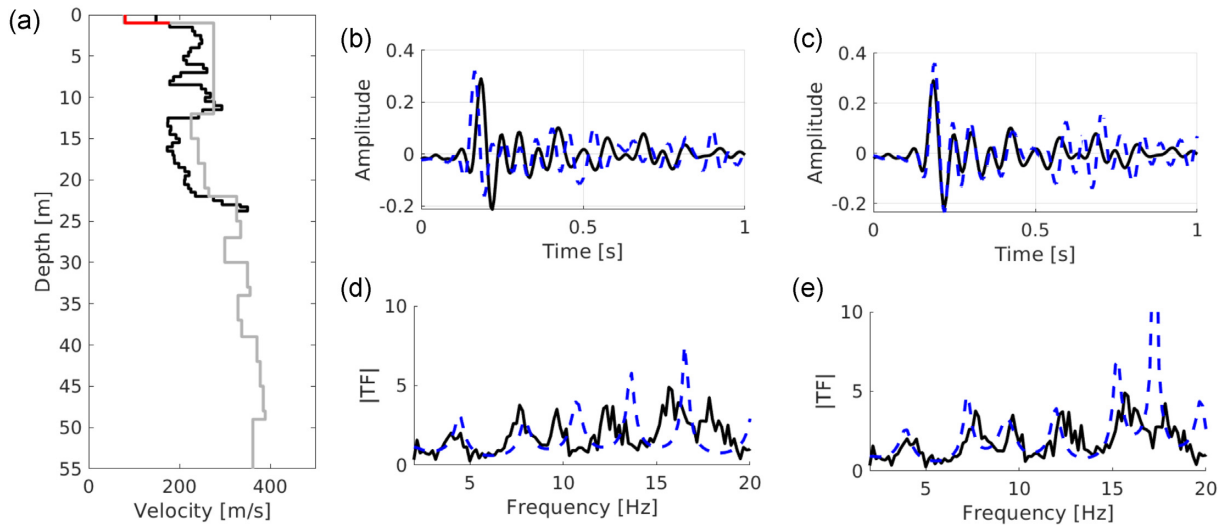 (a)
0
5
10
15
20
25
30
35
40
45
50
55
Depth [m]
0 200 400
Velocity [m/s]
(b)
0.4
0.2
0
-0.2
Amplitude
0 0.5 1
Time [s]
(c)
0.4
0.2
0
-0.2
Amplitude
0 0.5 1
Time [s]
(d)
10
5
0
|TF|
5 10 15 20
Frequency [Hz]
(e)
10
5
0
|TF|
5 10 15 20
Frequency [Hz]